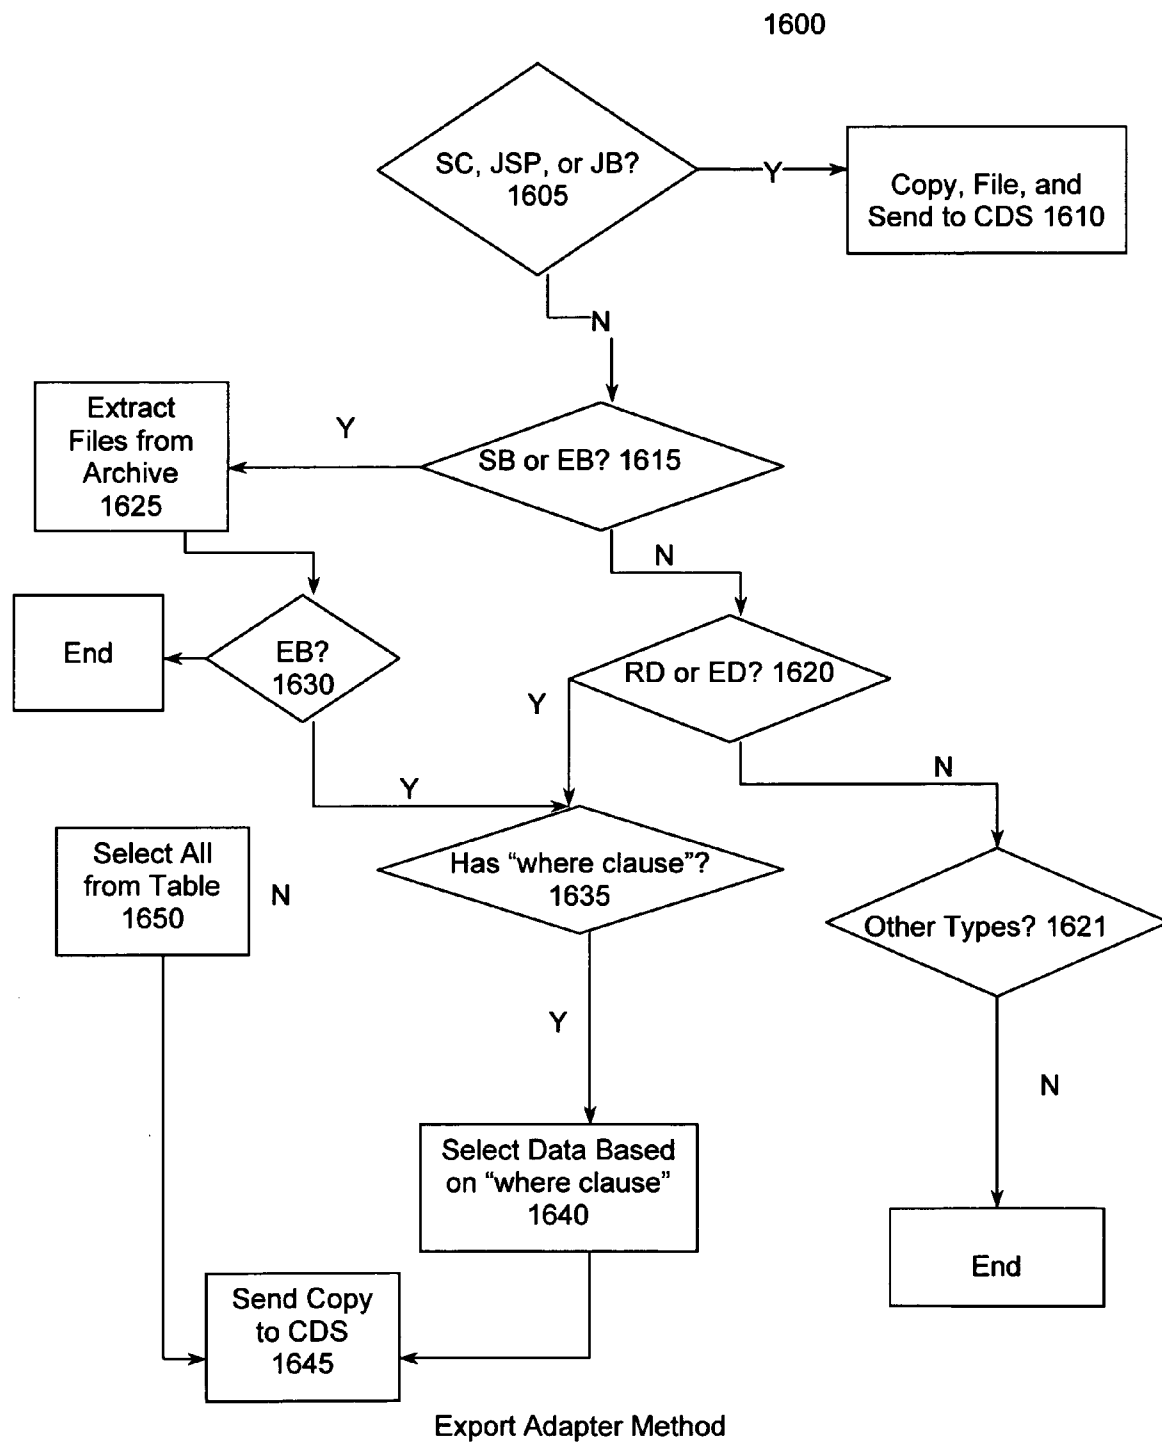 1600
SC, JSP, or JB?
1605
Y
Copy, File, and
Send to CDS 1610
N
Extract
Files from
Archive
1625
Y
SB or EB? 1615
N
End
EB?
1630
RD or ED? 1620
Y
Y
N
Select All
from Table
1650
N
Has “where clause”?
1635
Other Types? 1621
Y
N
Select Data Based
on “where clause”
1640
End
Send Copy
to CDS
1645
Export Adapter Method